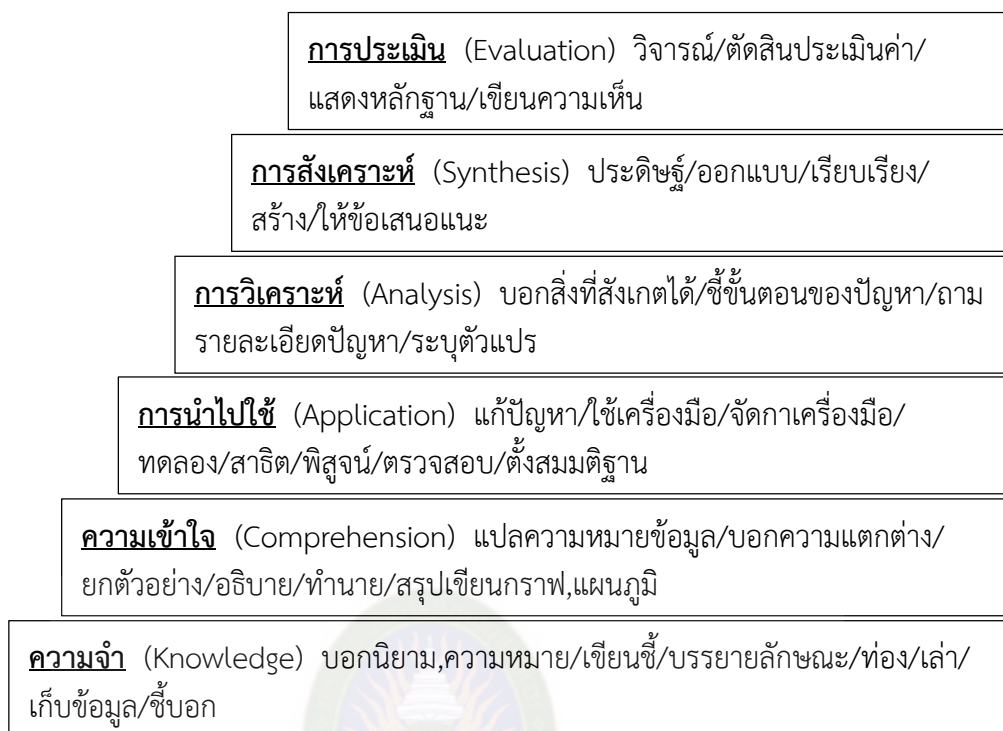 การประเมิน (Evaluation) วิจารณ์/ตัดสินประเมินค่า/
แสดงหลักฐาน/เขียนความเห็น
การสังเคราะห์ (Synthesis) ประดิษฐ์/ออกแบบ/เรียบเรียง/
สร้าง/ให้ข้อเสนอแนะ
การวิเคราะห์ (Analysis) บอกสิ่งที่สังเกตได้/ชี้ขั้นตอนของปัญหา/ถาม
รายละเอียดปัญหา/ระบุตัวแปร
การนำไปใช้ (Application) แก้ปัญหา/ใช้เครื่องมือ/จัดกาเครื่องมือ/
ทดลอง/สาธิต/พิสูจน์/ตรวจสอบ/ตั้งสมมติฐาน
ความเข้าใจ (Comprehension) แปลความหมายข้อมูล/บอกความแตกต่าง/
ยกตัวอย่าง/อธิบาย/ทำนาย/สรุปเขียนกราฟ,แผนภูมิ
ความจำ (Knowledge) บอกนิยาม,ความหมาย/เขียนชี้/บรรยายลักษณะ/ท่อง/เล่า/
เก็บข้อมูล/ชี้บอก